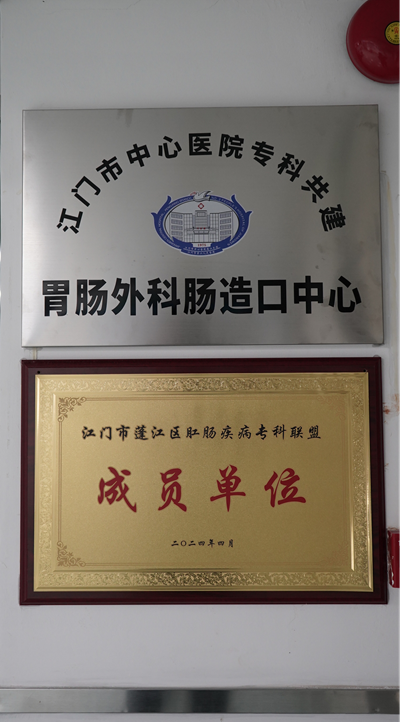 江门市中心医院专科共建
胃肠外科肠造口中心
江门市蓬江区肛肠疾病专科联盟
成员单位
二〇二四年四月